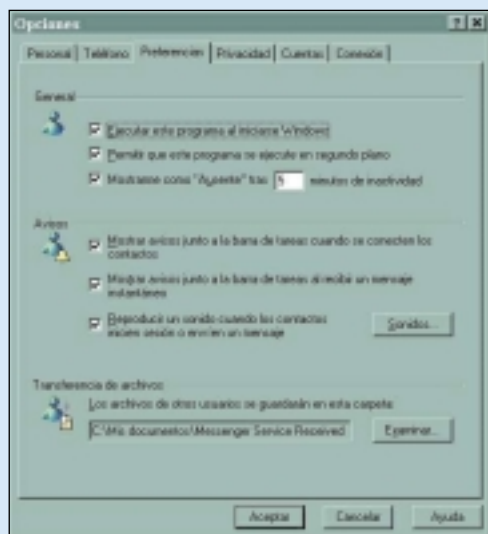 Opciones
Personal Teléfono Preferencias Privacidad Cuentas Conexión
General
Ejecutar este programa al iniciarse Windows
Permitir que este programa se ejecute en segundo plano
Mostrarme como "Ausente" tras 5 minutos de inactividad
Avisos
Mostrar avisos junto a la barra de tareas cuando se conecten los
contactos
Mostrar avisos junto a la barra de tareas al recibir un mensaje
instantáneo
Reproducir un sonido cuando los contactos
inicien sesión o envíen un mensaje
Sonidos...
Transferencia de archivos
Los archivos de otros usuarios se guardarán en esta carpeta:
C:\Mis documentos\Messenger Service Received
Examinar...
Aceptar Cancelar Ayuda